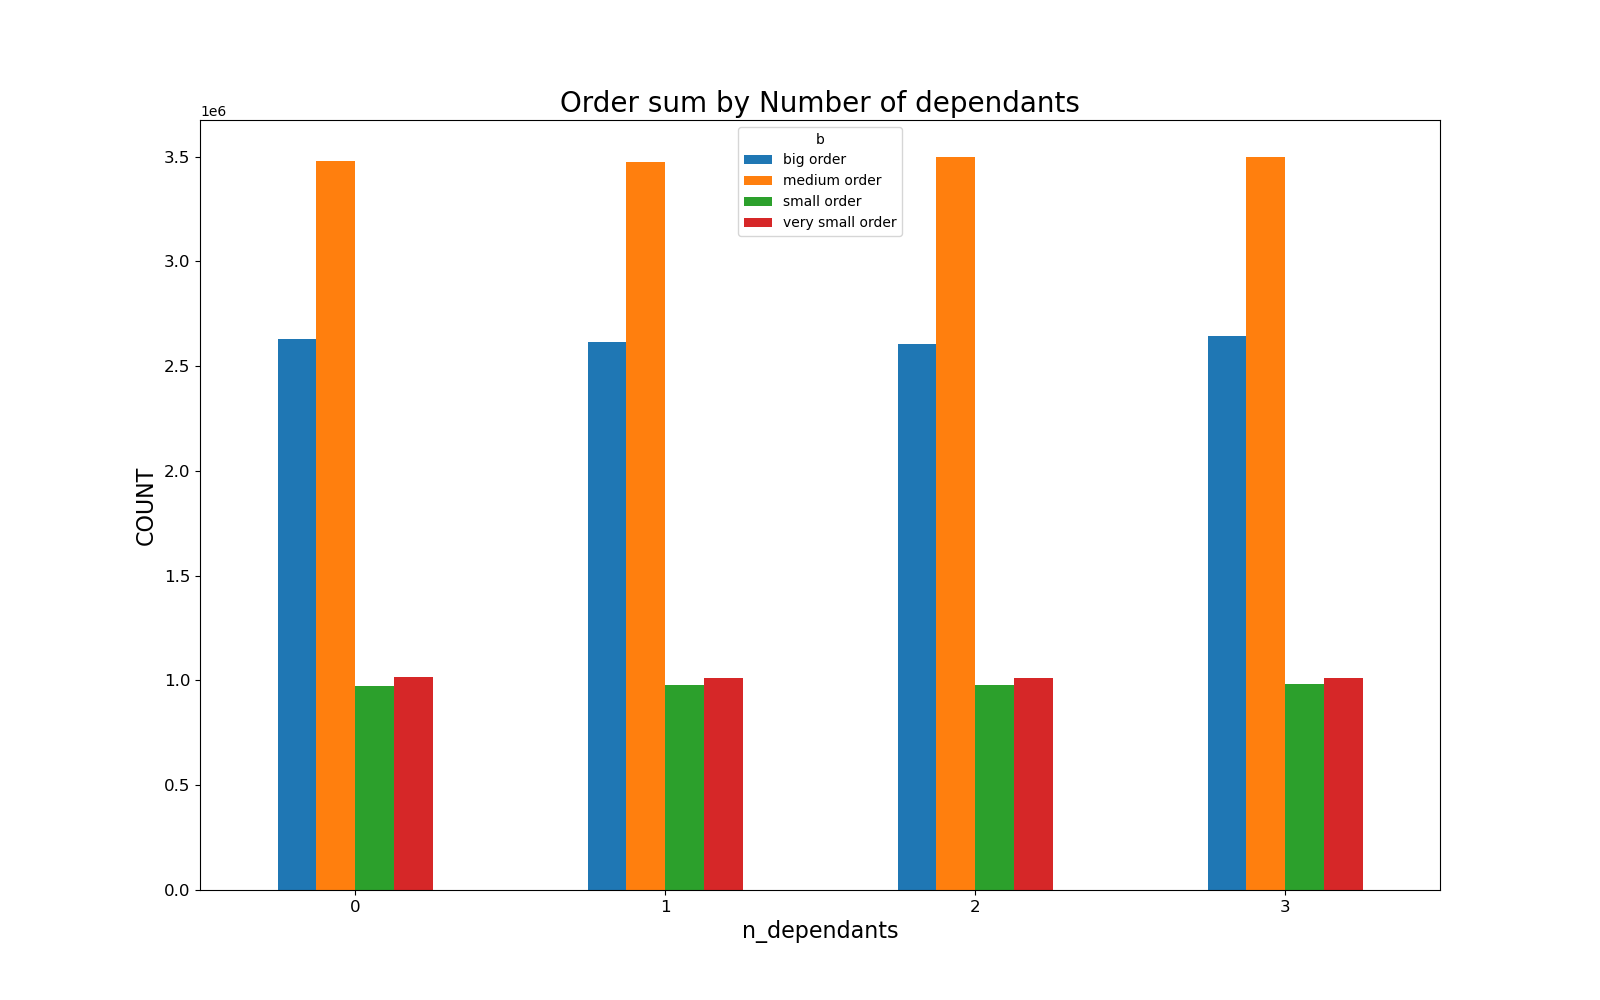 Order sum by Number of dependants
1e6
b
big order
medium order
small order
very small order
3.5
3.0
2.5
2.0
1.5
1.0
0.5
0.0
COUNT
0 1 2 3
n_dependants